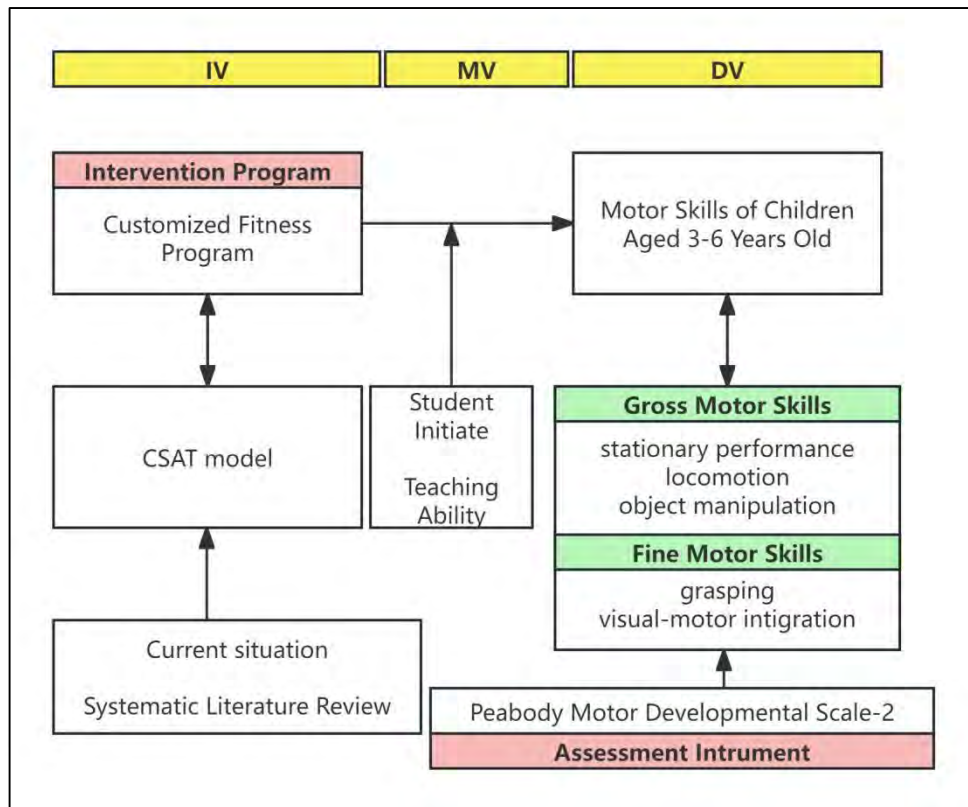 IV
MV
DV
Intervention Program
Customized Fitness
Program
Motor Skills of Children
Aged 3-6 Years Old
CSAT model
Student
Initiate
Teaching
Ability
Gross Motor Skills
stationary performance
locomotion
object manipulation
Fine Motor Skills
grasping
visual-motor intigration
Current situation
Systematic Literature Review
Peabody Motor Developmental Scale-2
Assessment Intrument